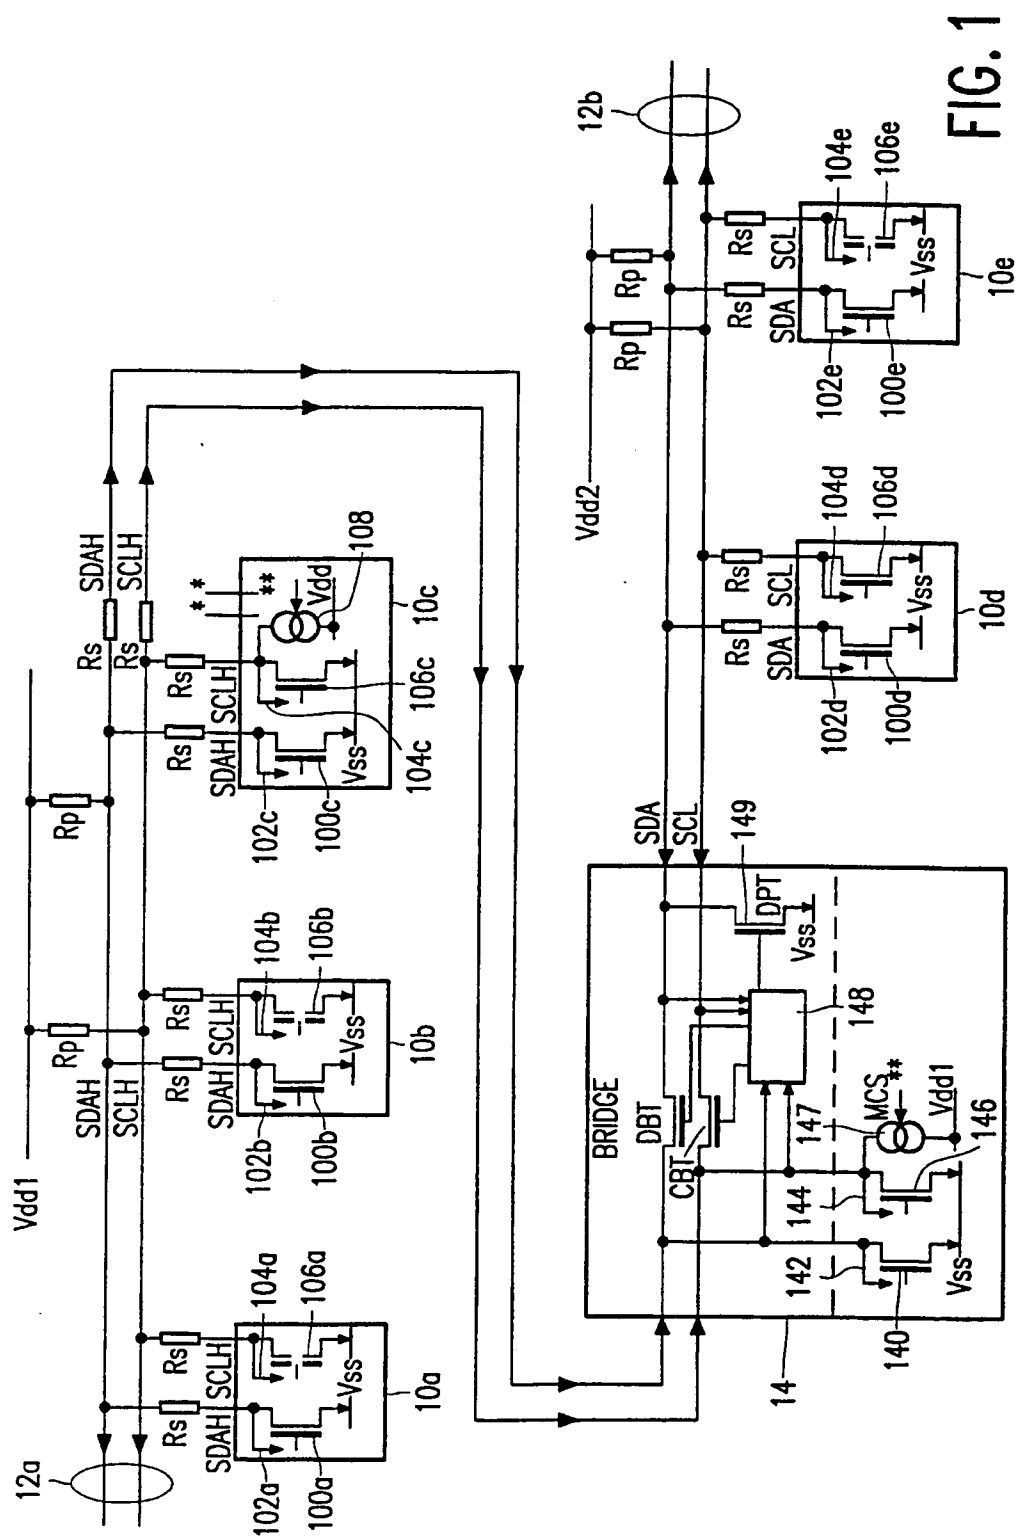 12a
Vdd1
Rp
Rp
SDAH
SCLH
Rs
Rs
SDAH
SCLH
Rs
Rs
SDAH
SCLH
102a
104a
100a
106a
Vss
10a
Rs
Rs
SDAH
SCLH
102b
104b
100b
106b
Vss
10b
Rs
Rs
SDAH
SCLH
* *
**
102c
100c
Vss
104c
106c
Vdd
108
10c
BRIDGE
DBT
CBT
SDA
SCL
149
DPT
Vss
148
142
144
147
MCS
**
Vdd1
140
Vss
146
14
Vdd2
Rp
Rp
12b
Rs
Rs
SDA
SCL
102d
104d
100d
106d
Vss
10d
Rs
Rs
SDA
SCL
102e
104e
100e
106e
Vss
10e
FIG. 1